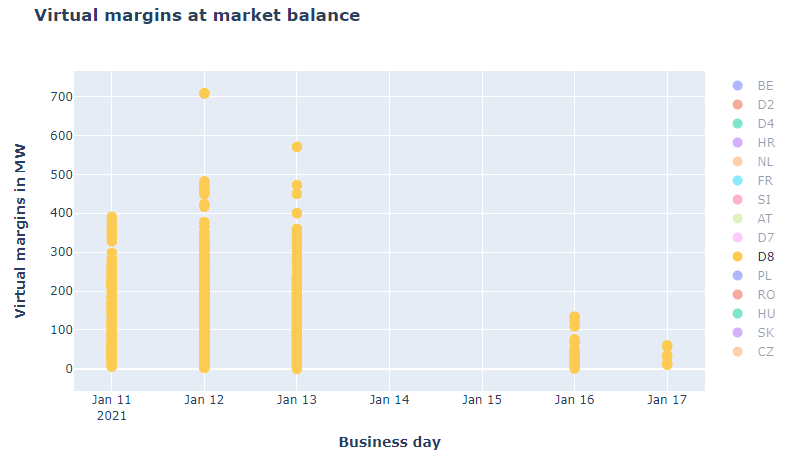 Virtual margins at market balance
Virtual margins in MW
700
600
500
400
300
200
100
0
Jan 11
2021
Jan 12
Jan 13
Jan 14
Jan 15
Jan 16
Jan 17
Business day
BE
D2
D4
HR
NL
FR
SI
AT
D7
D8
PL
RO
HU
SK
CZ